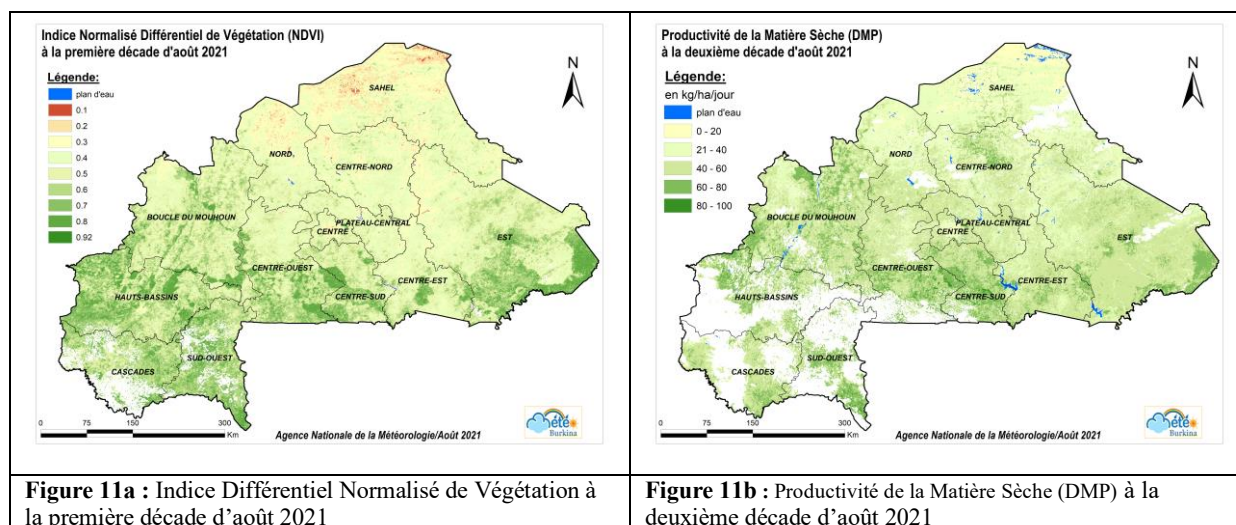 Indice Normalisé Différentiel de Végétation (NDVI)
à la première décade d'août 2021
Légende:
plan d'eau
0.1
0.2
0.3
0.4
0.5
0.6
0.7
0.8
0.92
N
SAHEL
NORD
CENTRE-NORD
BOUCLE DU MOUHOUN
PLATEAU-CENTRAL
CENTRE
EST
CENTRE-OUEST
CENTRE-EST
HAUTS-BASSINS
CENTRE-SUD
SUD-OUEST
CASCADES
0 75 150 300
Km
Agence Nationale de la Météorologie/Août 2021
été
Burkina
Productivité de la Matière Sèche (DMP)
à la deuxième décade d'août 2021
Légende:
en kg/ha/jour
plan d'eau
0 - 20
21 - 40
40 - 60
60 - 80
80 - 100
N
SAHEL
NORD
CENTRE-NORD
BOUCLE DU MOUHOUN
PLATEAU-CENTRAL
CENTRE
EST
CENTRE-OUEST
CENTRE-EST
HAUTS-BASSINS
CENTRE-SUD
SUD-OUEST
CASCADES
0 75 150 300
Km
Agence Nationale de la Météorologie/Août 2021
été
Burkina
Figure 11a : Indice Différentiel Normalisé de Végétation à
la première décade d'août 2021
Figure 11b : Productivité de la Matière Sèche (DMP) à la
deuxième décade d'août 2021